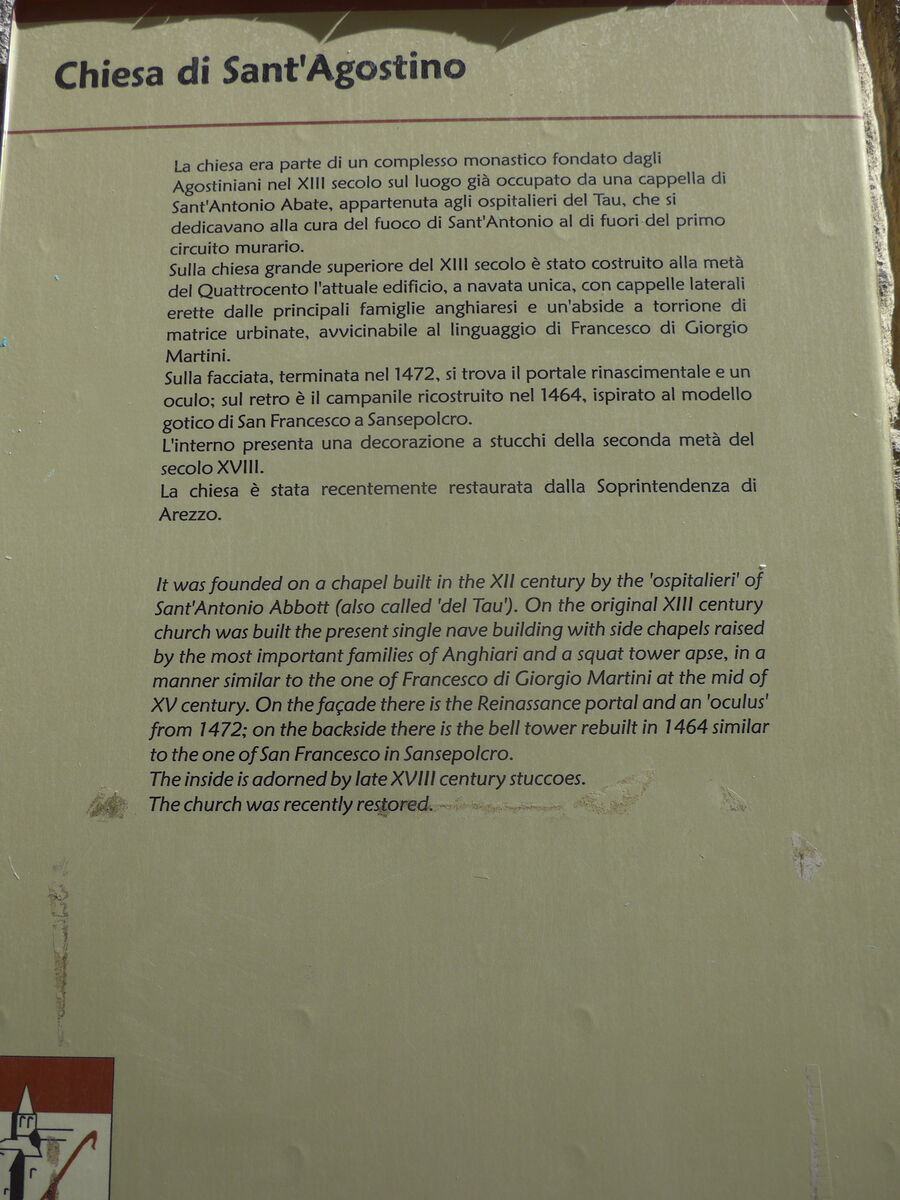 Chiesa di Sant'Agostino
La chiesa era parte di un complesso monastico fondato dagli
Agostiniani nel XIII secolo sul luogo già occupato da una cappella di
Sant'Antonio Abate, appartenuta agli ospitalieri del Tau, che si
dedicavano alla cura del fuoco di Sant'Antonio al di fuori del primo
circuito murario.
Sulla chiesa grande superiore del XIII secolo è stato costruito alla metà
del Quattrocento l'attuale edificio, a navata unica, con cappelle laterali
erette dalle principali famiglie anghiaresi e un'abside a torrione di
matrice urbinate, avvicinabile al linguaggio di Francesco di Giorgio
Martini.
Sulla facciata, terminata nel 1472, si trova il portale rinascimentale e un
oculo; sul retro è il campanile ricostruito nel 1464, ispirato al modello
gotico di San Francesco a Sansepolcro.
L'interno presenta una decorazione a stucchi della seconda metà del
secolo XVIII.
La chiesa è stata recentemente restaurata dalla Soprintendenza di
Arezzo.
It was founded on a chapel built in the XII century by the 'ospitalieri' of
Sant'Antonio Abbott (also called 'del Tau'). On the original XIII century
church was built the present single nave building with side chapels raised
by the most important families of Anghiari and a squat tower apse, in a
manner similar to the one of Francesco di Giorgio Martini at the mid of
XV century. On the façade there is the Reinassance portal and an 'oculus'
from 1472; on the backside there is the bell tower rebuilt in 1464 similar
to the one of San Francesco in Sansepolcro.
The inside is adorned by late XVIII century stuccoes.
The church was recently restored.